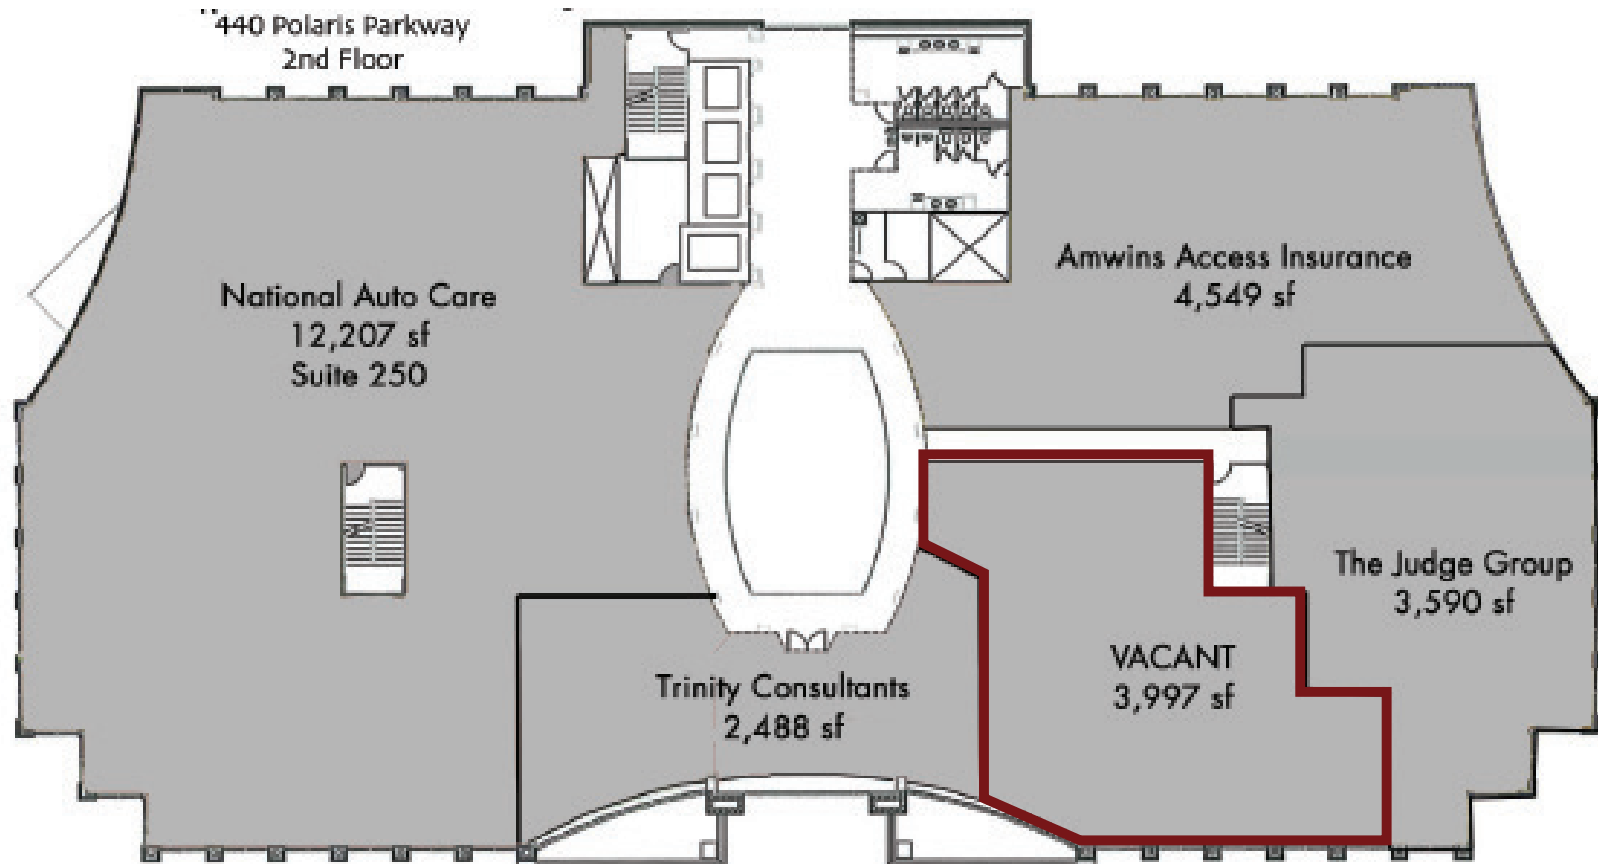 440 Polaris Parkway
2nd Floor
National Auto Care
12,207 sf
Suite 250
Amwins Access Insurance
4,549 sf
The Judge Group
3,590 sf
VACANT
3,997 sf
Trinity Consultants
2,488 sf